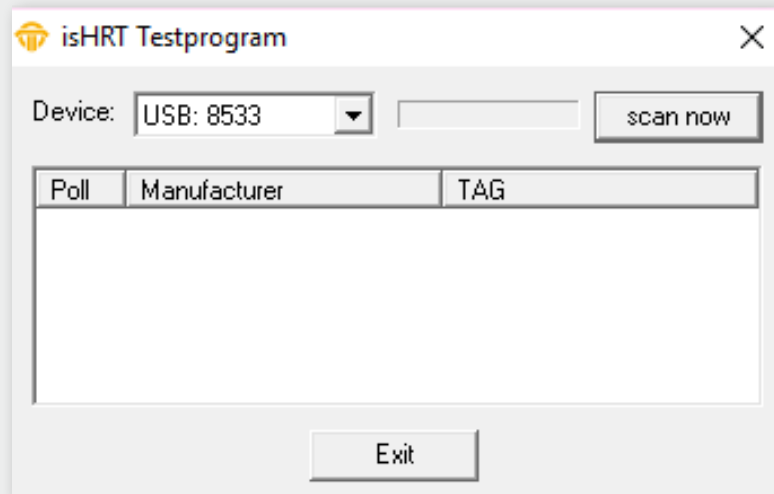 isHRT Testprogram
Device: USB: 8533 scan now
Poll Manufacturer TAG
Exit